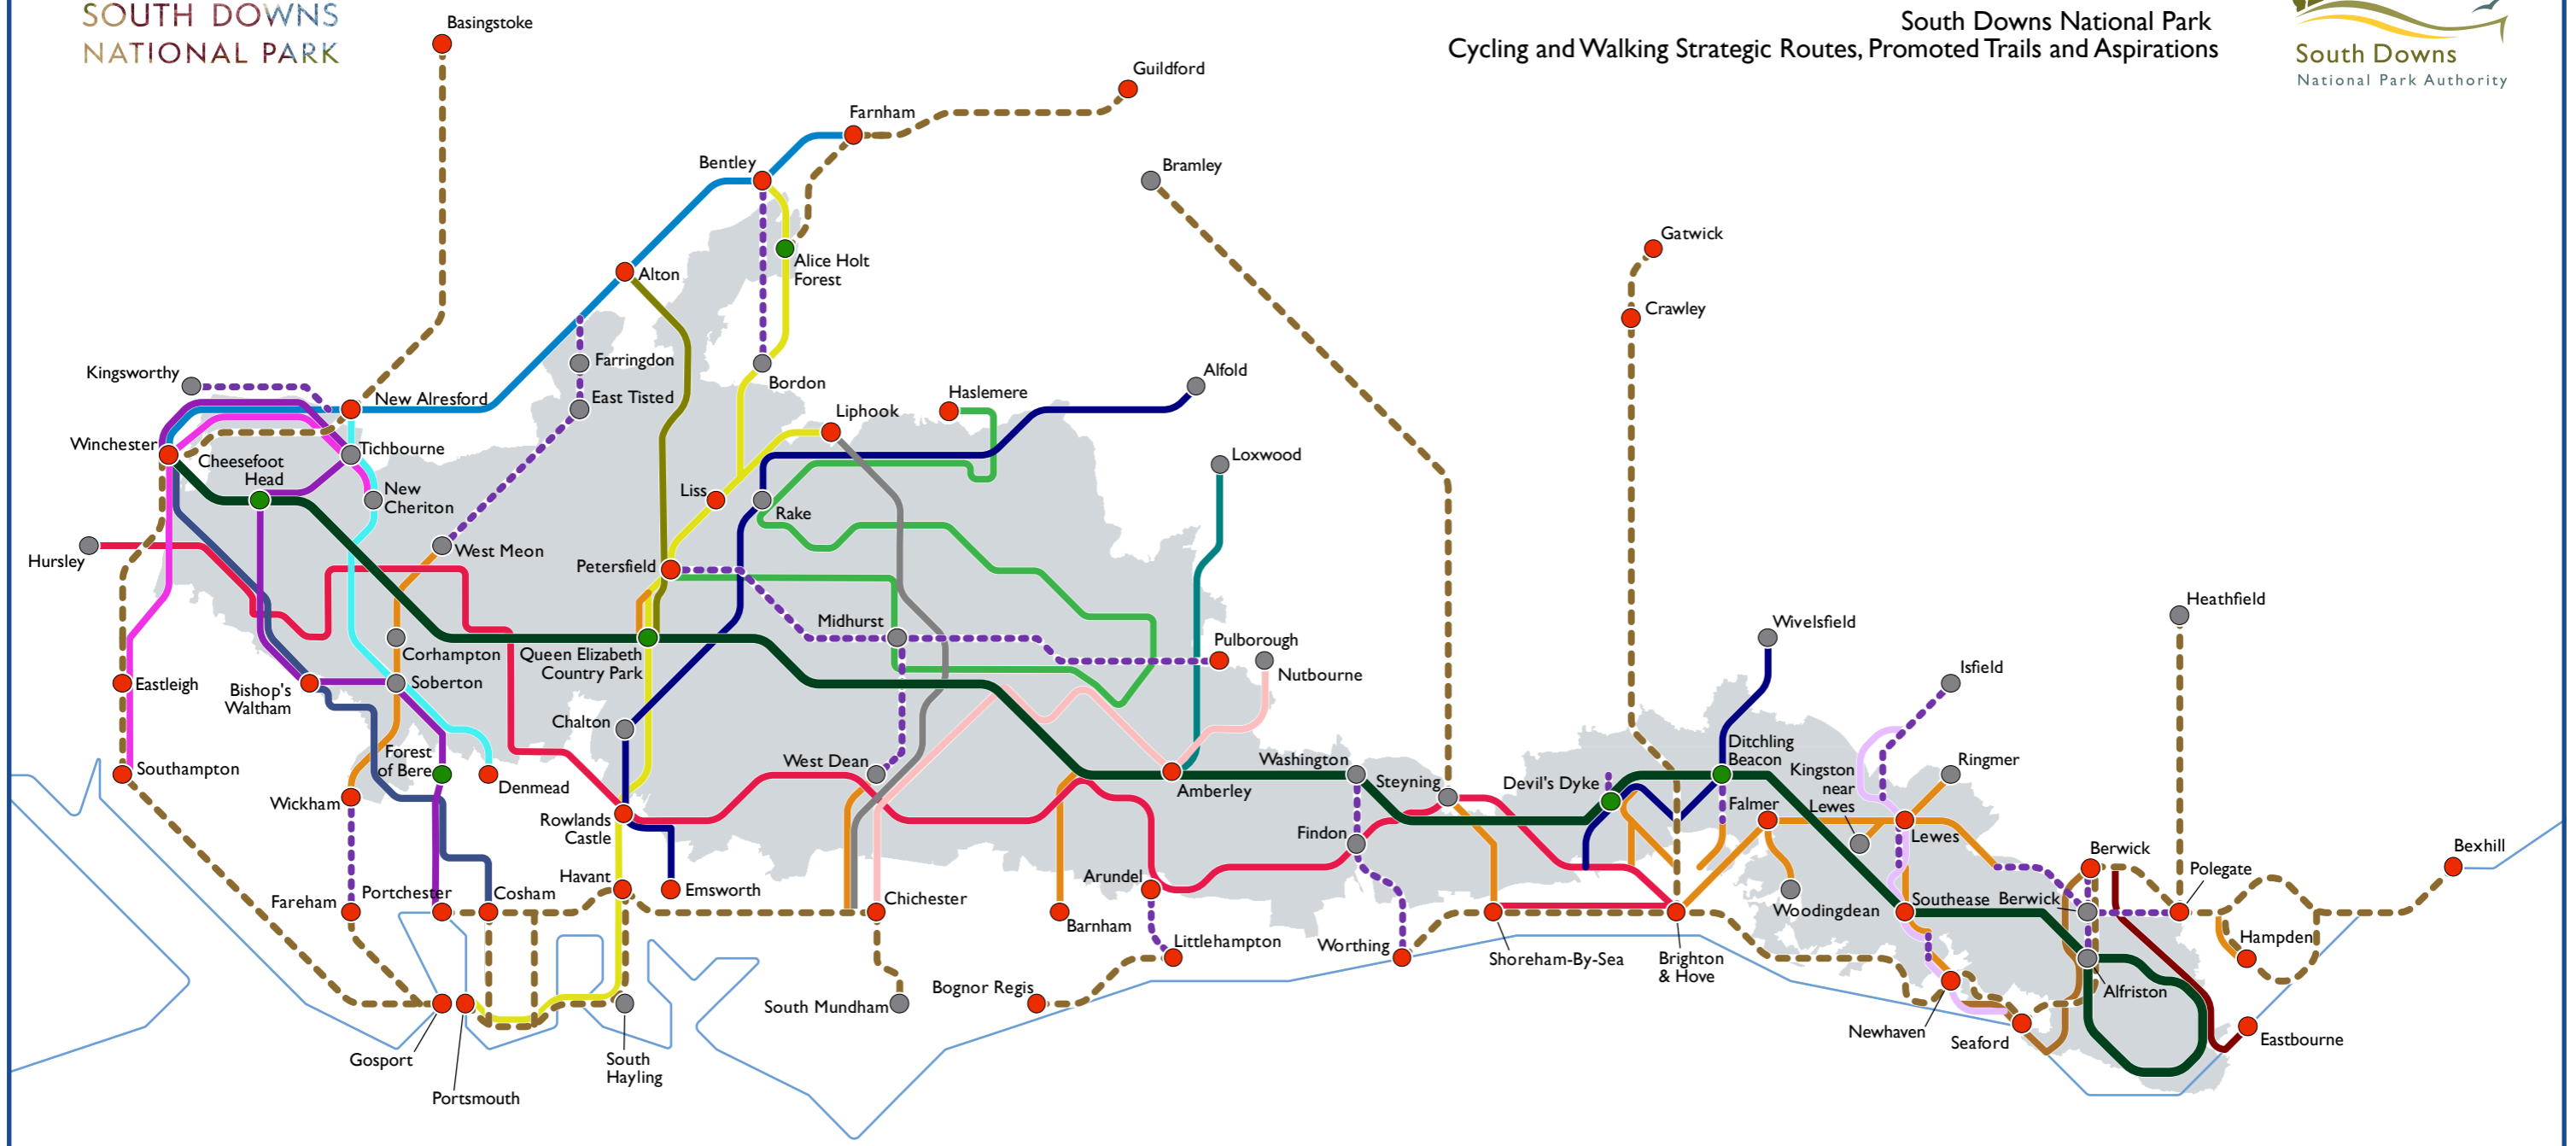 SOUTH DOWNS
NATIONAL PARK
South Downs National Park
Cycling and Walking Strategic Routes, Promoted Trails and Aspirations
South Downs
National Park Authority
Basingstoke
Guildford
Farnham
Bentley
Bramley
Gatwick
Alice Holt
Forest
Alton
Crawley
Farringdon
Kingsworthy
Bordon
Alfold
East Tisted
Haslemere
New Alresford
Liphook
Winchester
Tichbourne
Cheesefoot
Head
Loxwood
New
Cheriton
Liss
Rake
Hursley
West Meon
Petersfield
Heathfield
Midhurst
Wivelsfield
Pulborough
Corhampton
Queen Elizabeth
Country Park
Nutbourne
Isfield
Eastleigh
Bishop's
Waltham
Soberton
Chalton
Ditchling
Beacon
Forest
of Bere
West Dean
Washington
Southampton
Steyning
Devil's Dyke
Kingston
near
Lewes
Ringmer
Denmead
Amberley
Wickham
Falmer
Rowlands
Castle
Findon
Lewes
Berwick
Bexhill
Polegate
Havant
Emsworth
Arundel
Fareham
Portchester
Cosham
Chichester
Southease
Berwick
Woodingdean
Barnham
Hampden
Littlehampton
Worthing
Shoreham-By-Sea
Brighton
& Hove
Bognor Regis
South Mundham
Alfriston
Newhaven
Seaford
Eastbourne
Gosport
South
Hayling
Portsmouth